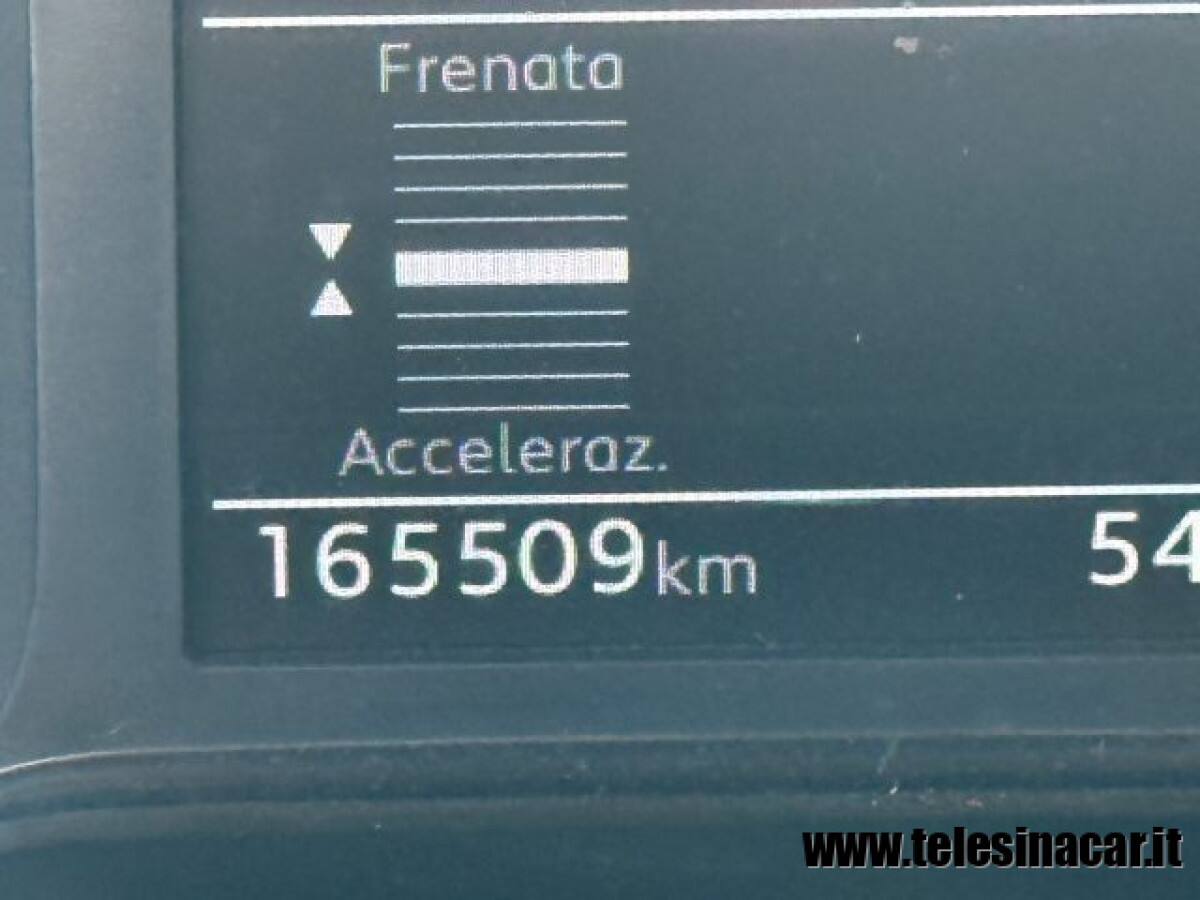 Frenata
Acceleraz.
165509km 54
www.telesinacar.it